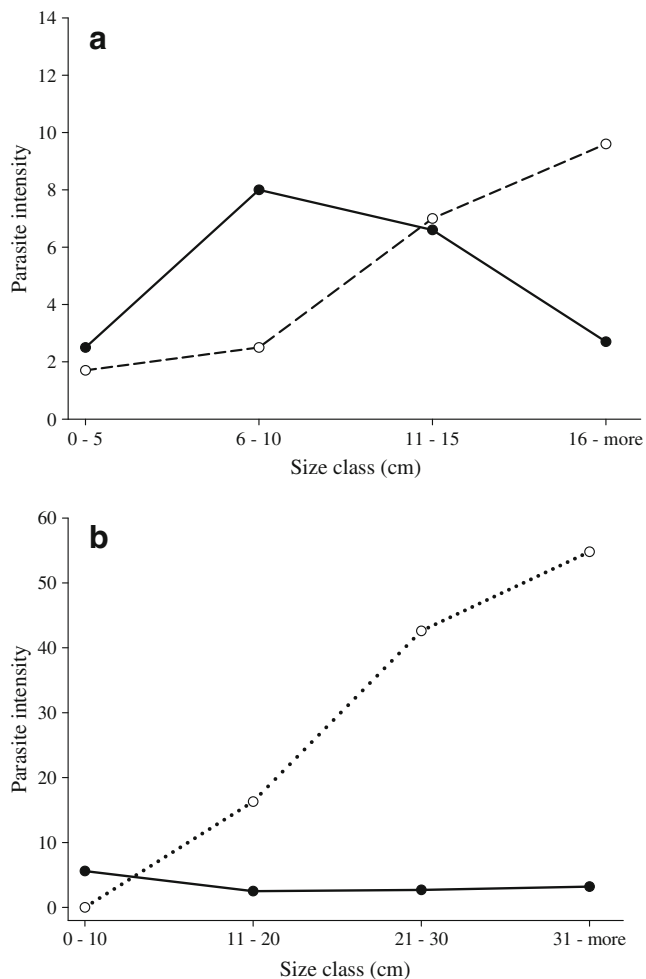 a
14
12
10
8
6
4
2
0
Parasite intensity
0 - 5 6 - 10 11 - 15 16 - more
Size class (cm)
b
60
50
40
30
20
10
0
Parasite intensity
0 - 10 11 - 20 21 - 30 31 - more
Size class (cm)